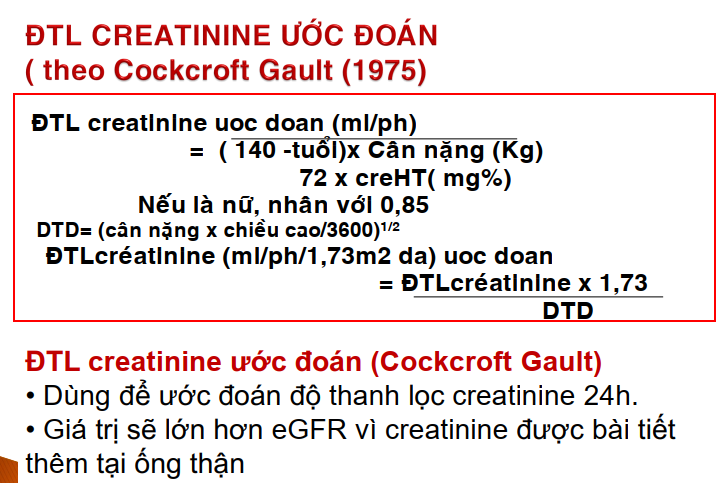 ĐTL CREATININE ƯỚC ĐOÁN
( theo Cockcroft Gault (1975)
ĐTL creatinine uoc doan (ml/ph)
= ( 140 -tuổi)x Cân nặng (Kg)
72 x creHT( mg%)
Nếu là nữ, nhân với 0,85
DTD= (cân nặng x chiều cao/3600)¹/²
ĐTLcréatinine (ml/ph/1,73m2 da) uoc doan
= ĐTLcréatinine x 1,73
DTD
ĐTL creatinine ước đoán (Cockcroft Gault)
• Dùng để ước đoán độ thanh lọc creatinine 24h.
• Giá trị sẽ lớn hơn eGFR vì creatinine được bài tiết
thêm tại ống thận